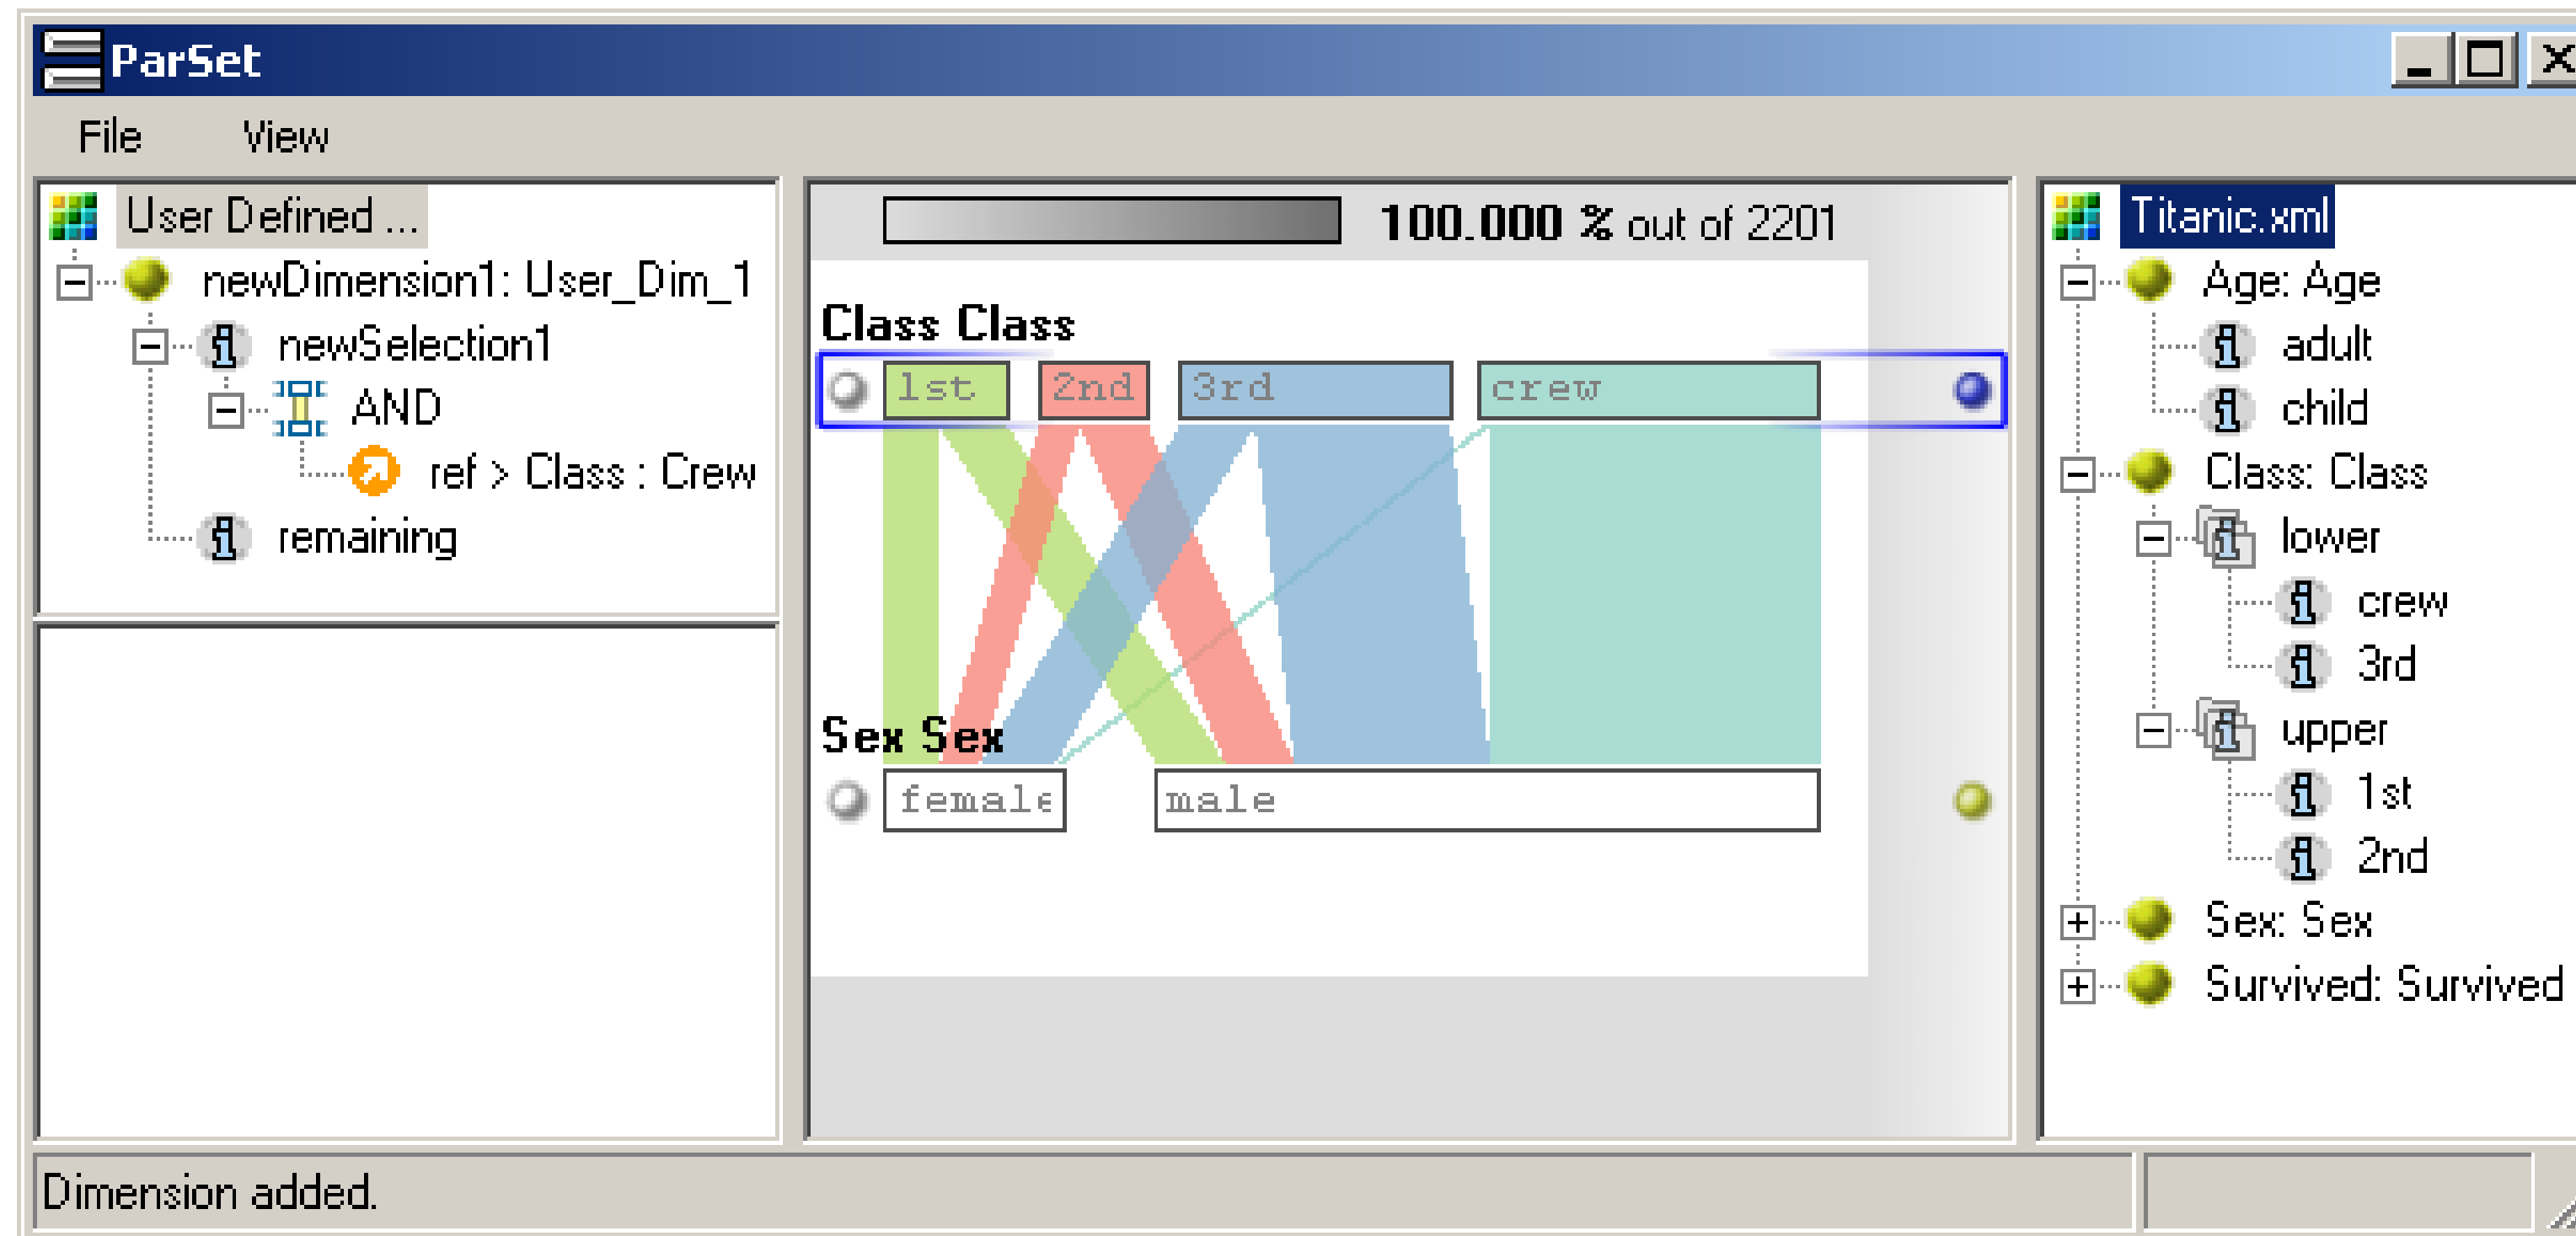 ParSet
File View
User Defined ...
newDimension1: User_Dim_1
newSelection1
AND
ref > Class : Crew
remaining
100.000 % out of 2201
Class Class
1st 2nd 3rd crew
Sex Sex
female male
Titanic.xml
Age: Age
adult
child
Class: Class
lower
crew
3rd
upper
1st
2nd
Sex: Sex
Survived: Survived
Dimension added.